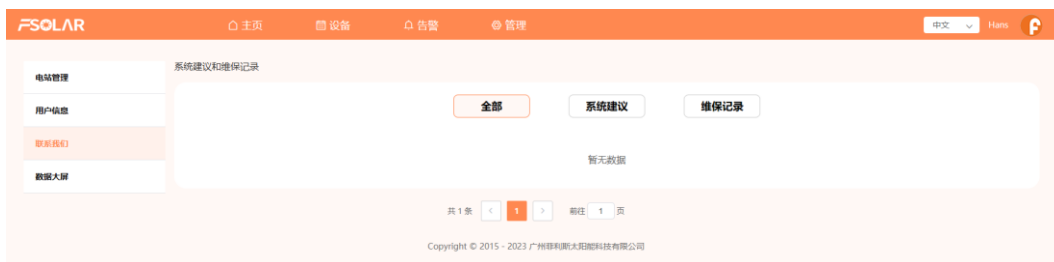 FSOLAR 主页 设备 告警 管理 中文 Hans
系统建议和维保记录
电站管理
用户信息
联系我们
数据大屏
全部 系统建议 维保记录
暂无数据
共 1 条 < 1 > 前往 1 页
Copyright © 2015 - 2023 广州菲利斯太阳能科技有限公司